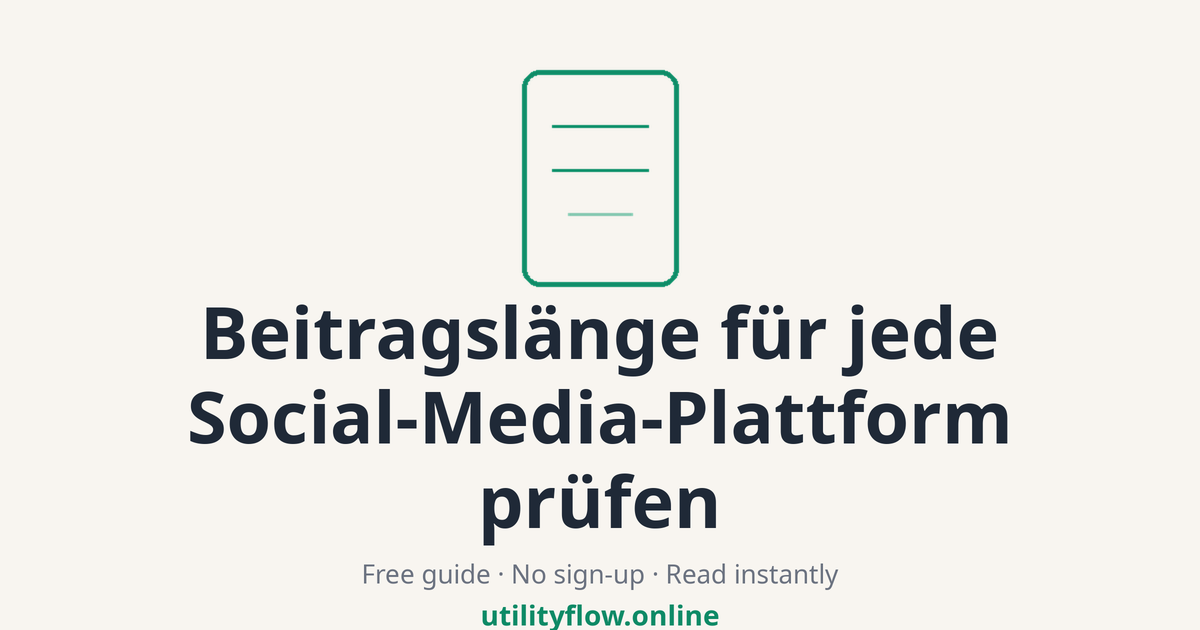 Beitragslänge für jede
Social-Media-Plattform
prüfen
Free guide · No sign-up · Read instantly
utilityflow.online